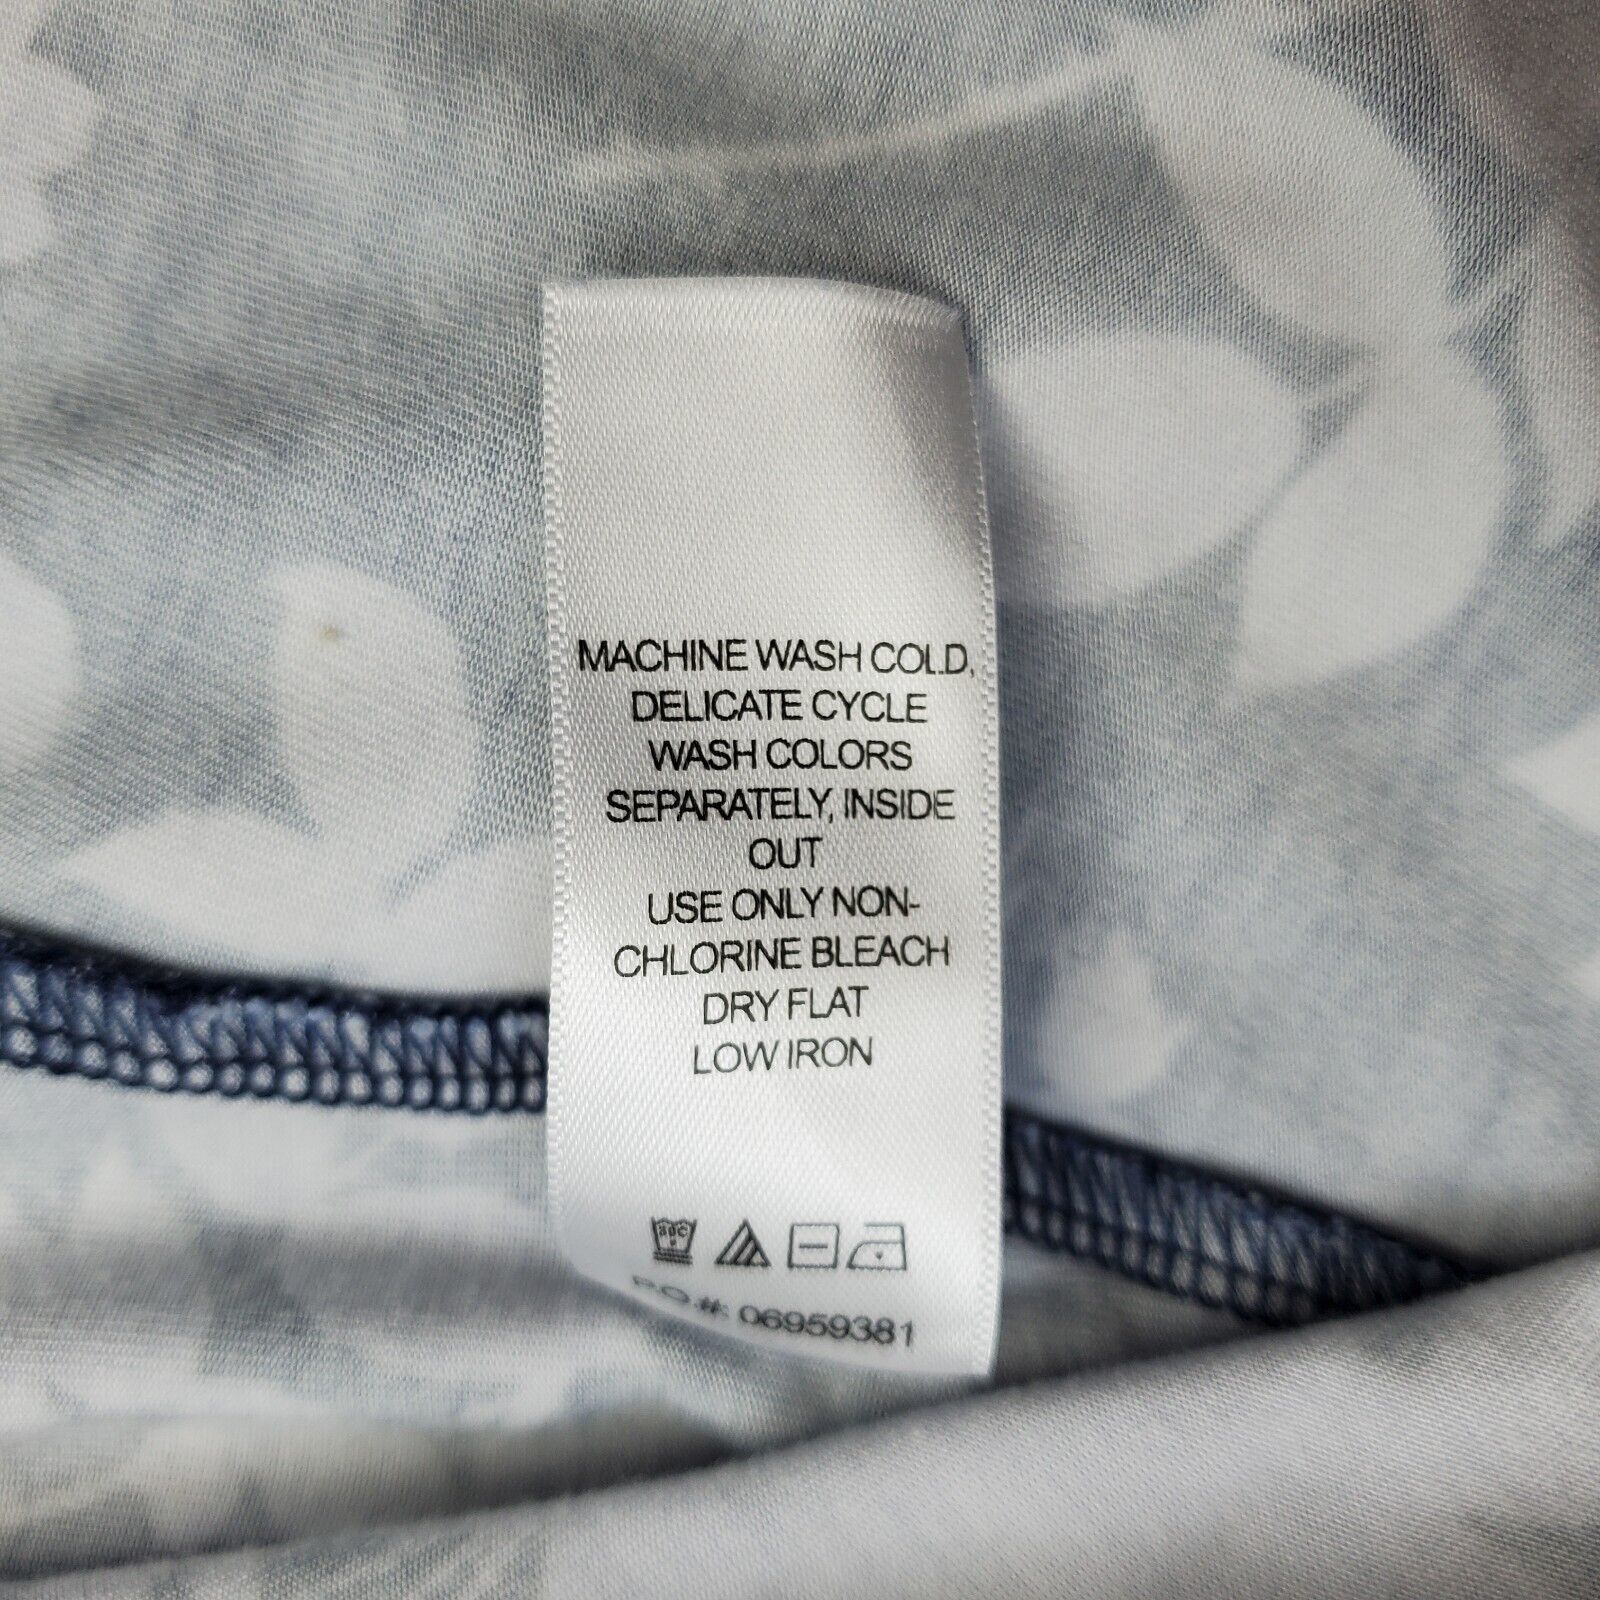 MACHINE WASH COLD,
DELICATE CYCLE
WASH COLORS
SEPARATELY, INSIDE
OUT
USE ONLY NON-
CHLORINE BLEACH
DRY FLAT
LOW IRON
30C
PO #: 06959381